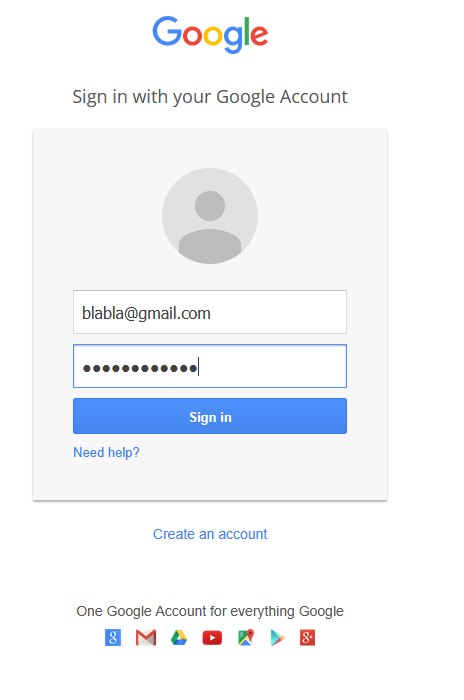 Google
Sign in with your Google Account
blabla@gmail.com
●●●●●●●●●●●●
Sign in
Need help?
Create an account
One Google Account for everything Google